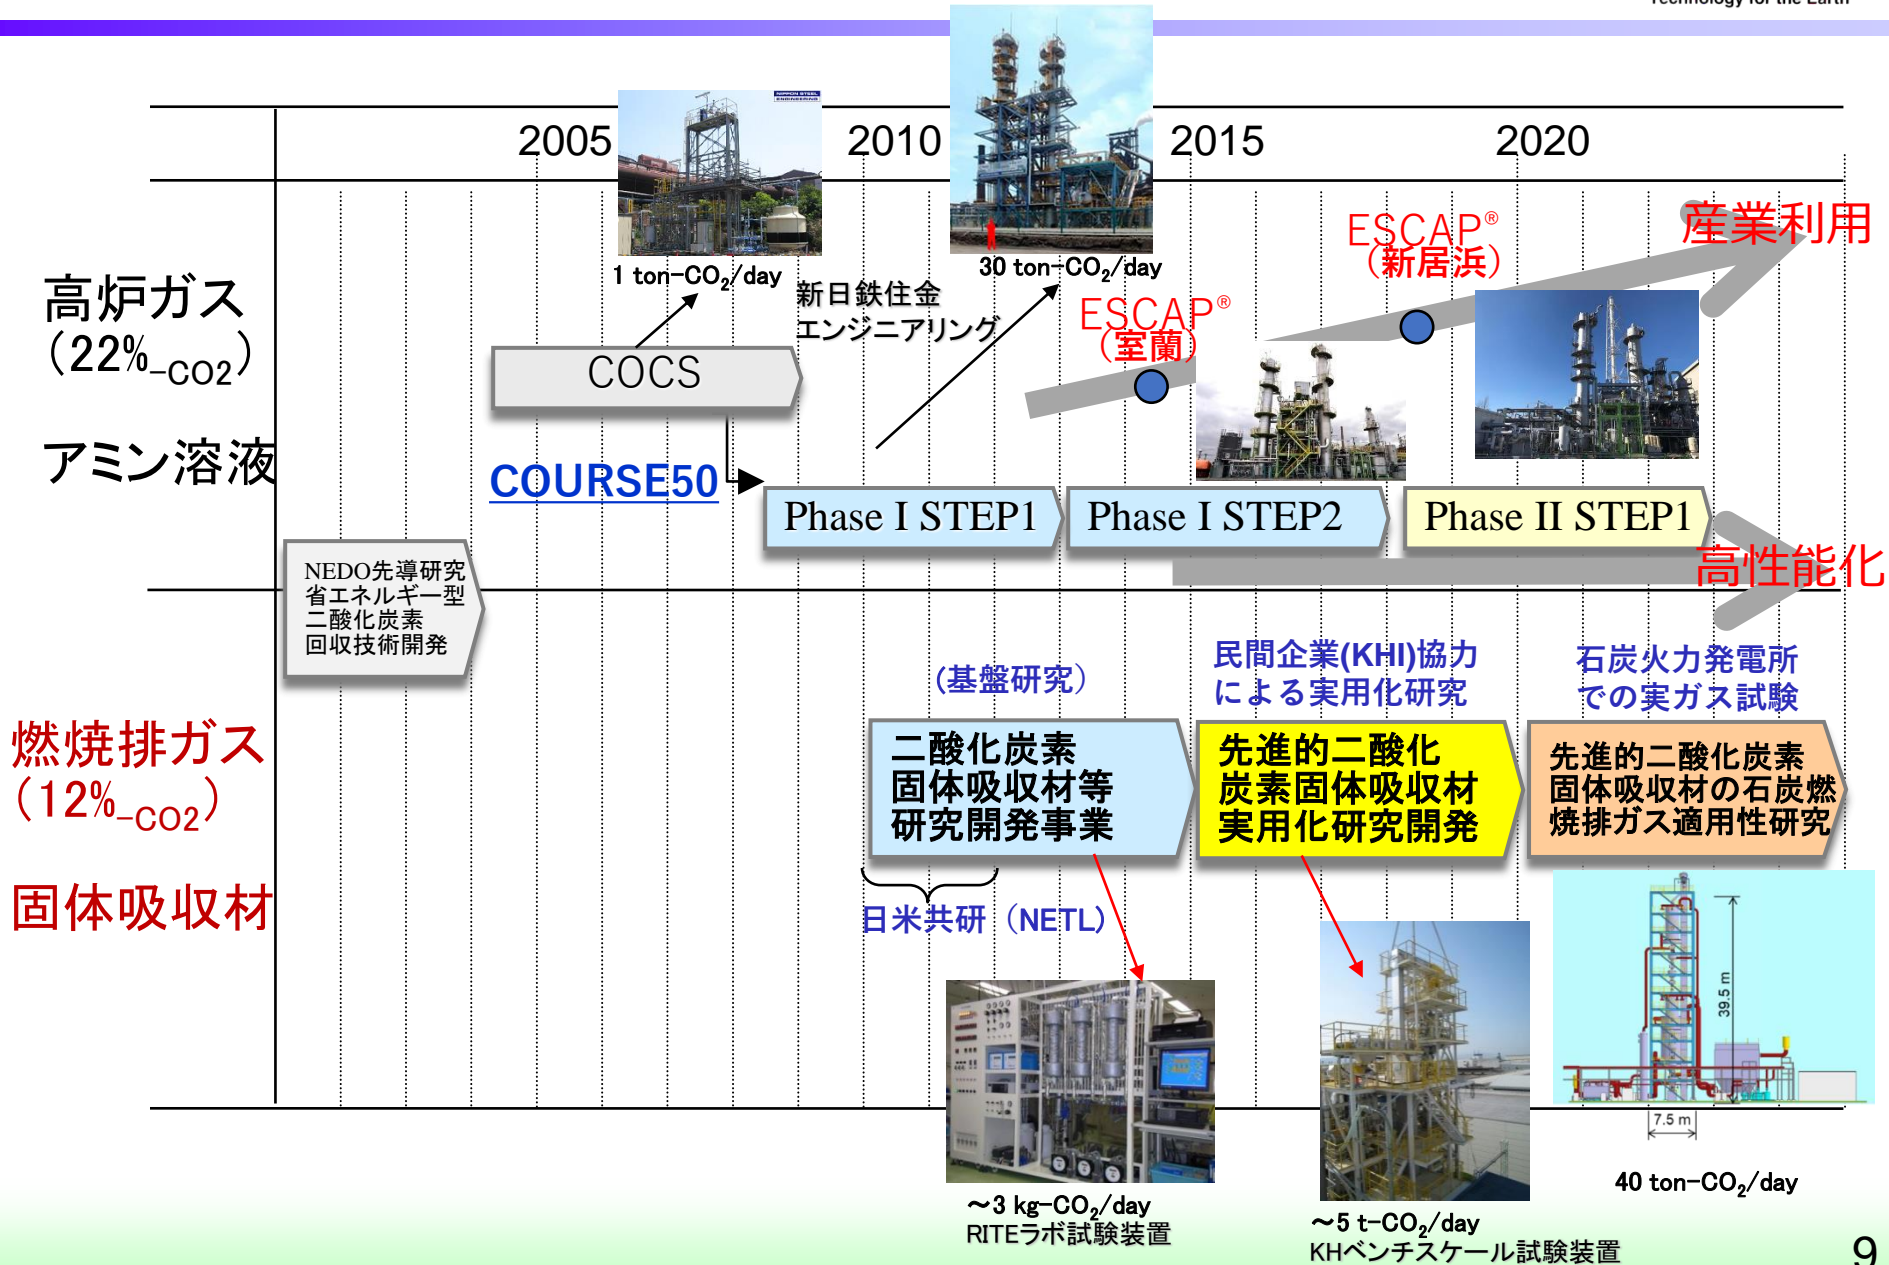 Technology for the Earth
2005
2010
2015
2020
NIPPON STEEL
ENGINEERING
高炉ガス
（22%-CO2）
アミン溶液
1 ton-CO2/day
新日鉄住金
エンジニアリング
30 ton-CO2/day
ESCAP®
（室蘭）
ESCAP®
（新居浜）
産業利用
COCS
COURSE50
Phase I STEP1
Phase I STEP2
Phase II STEP1
高性能化
NEDO先導研究
省エネルギー型
二酸化炭素
回収技術開発
燃焼排ガス
（12%-CO2）
固体吸収材
(基盤研究）
民間企業(KHI)協力
による実用化研究
石炭火力発電所
での実ガス試験
二酸化炭素
固体吸収材等
研究開発事業
先進的二酸化
炭素固体吸収材
実用化研究開発
先進的二酸化炭素
固体吸収材の石炭燃
焼排ガス適用性研究
日米共研（NETL）
39.5 m
7.5 m
～3 kg-CO2/day
RITEラボ試験装置
～5 t-CO2/day
KHベンチスケール試験装置
40 ton-CO2/day
9